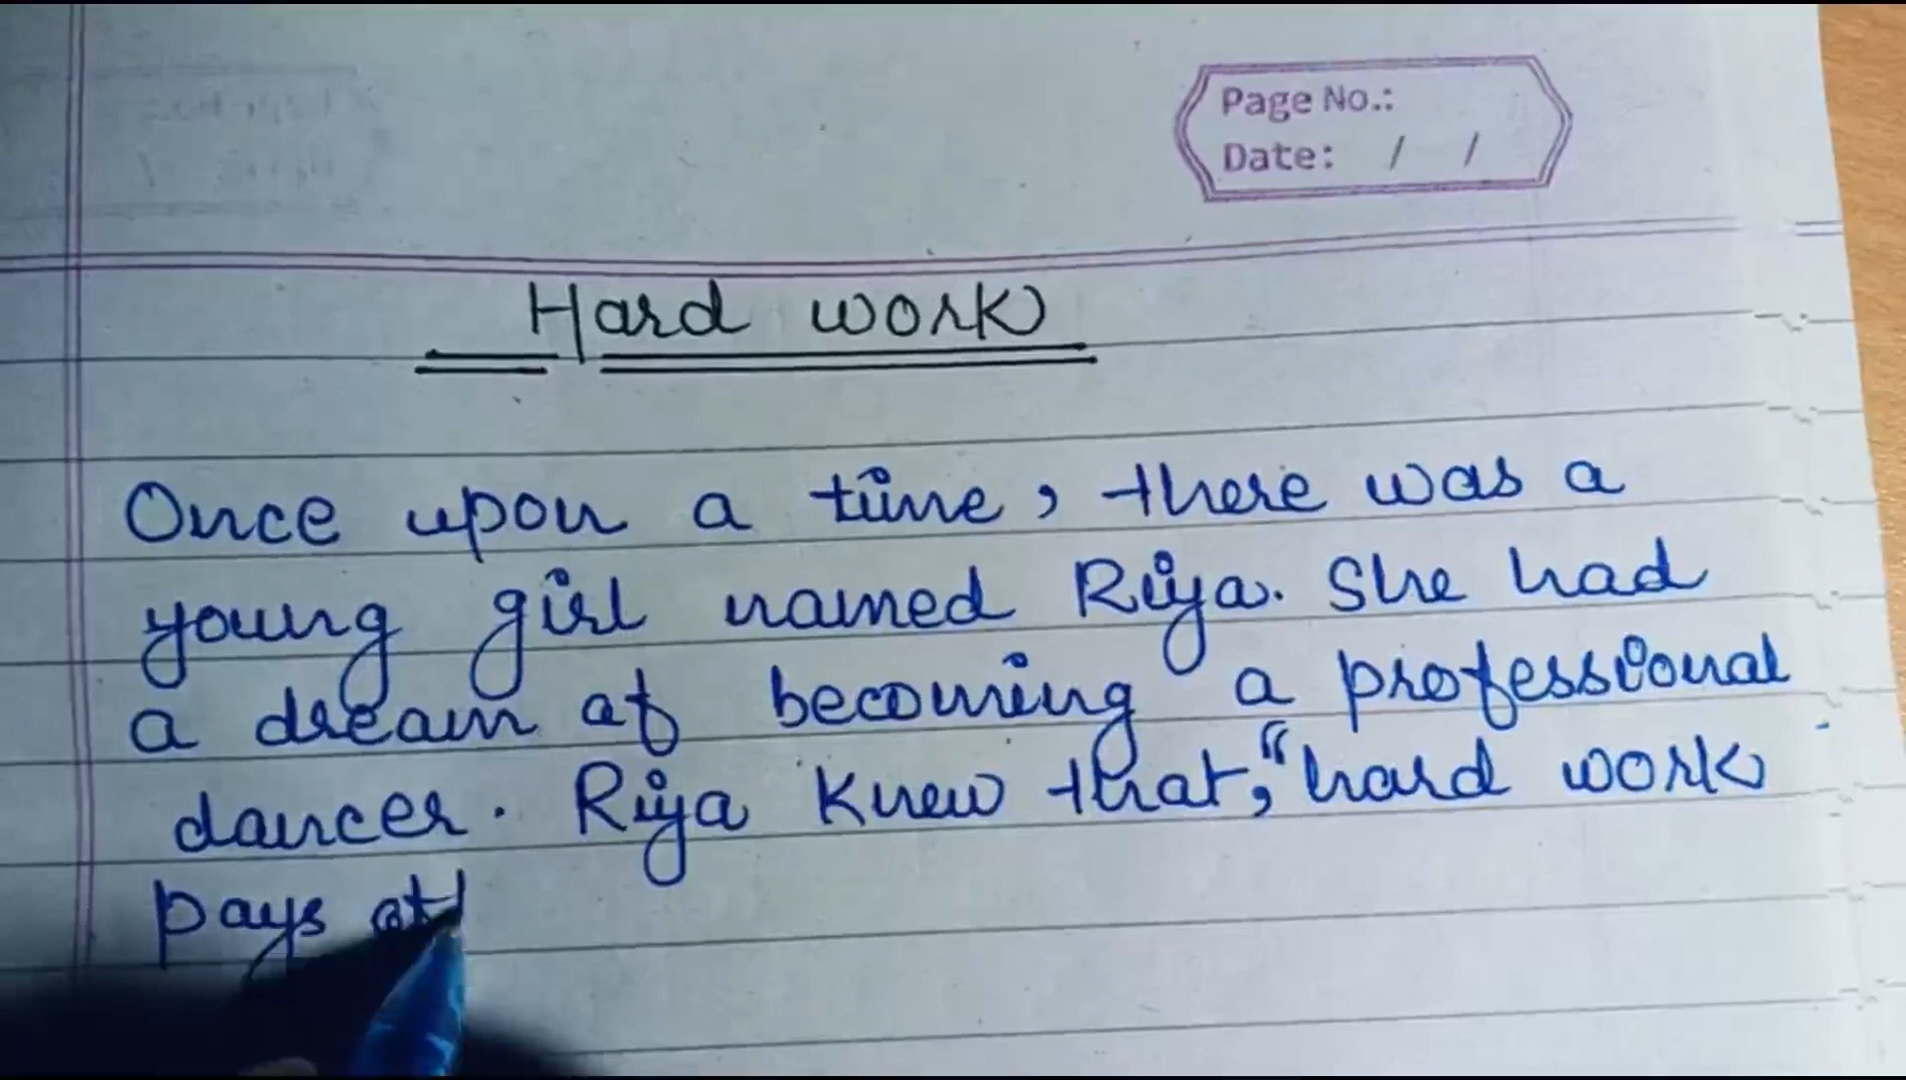 Page No.:
Date: / /
Hard work
Once upon a time, there was a
young girl named Riya. She had
a dream of becoming a professional
dancer. Riya knew that, "hard work
pays